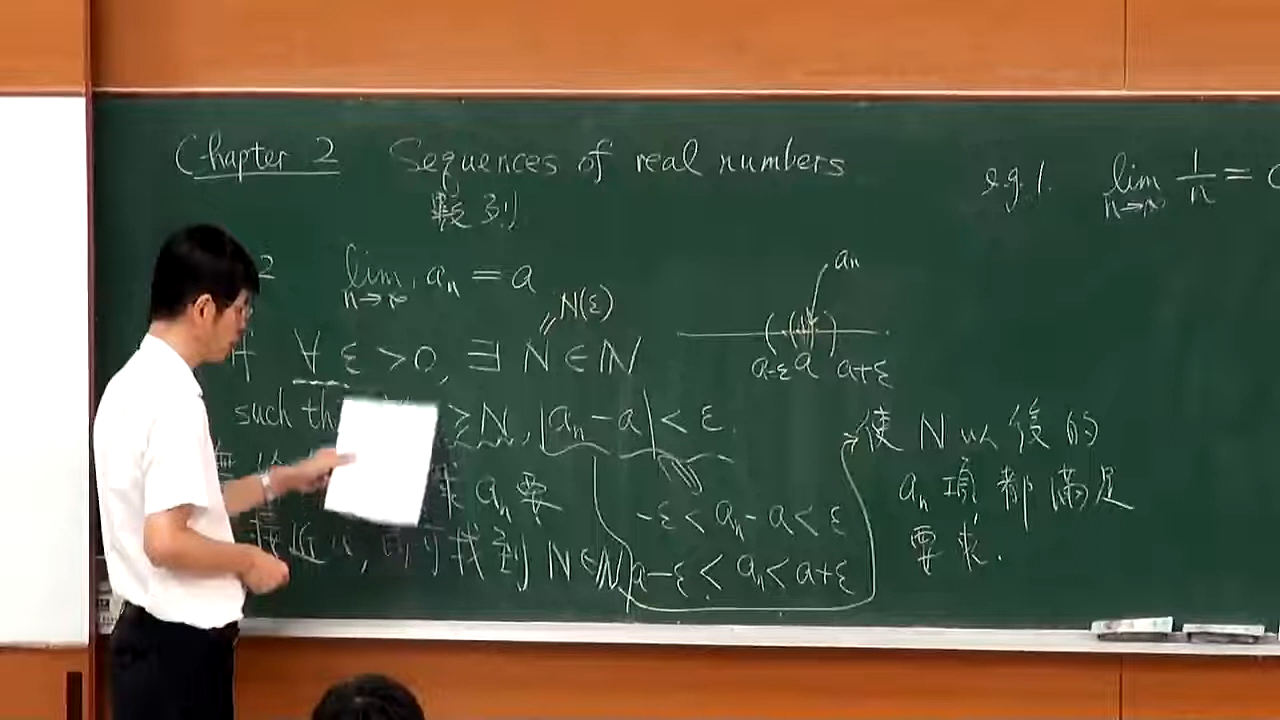 Chapter 2 Sequences of real numbers
數列
2 lim n→∞ aₙ = a
N(ε)
∀ ε > 0, ∃ N ∈ ℕ
such th ≥ N, |aₙ - a| < ε.
求 aₙ 要
接近 , 可以找到 N ∈ ℕ,
-ε < aₙ - a < ε
a-ε < aₙ < a+ε
aₙ
a-ε a a+ε
使 N 以後的
aₙ 項都滿足
要求.
e.g. 1. lim n→∞ 1/n =